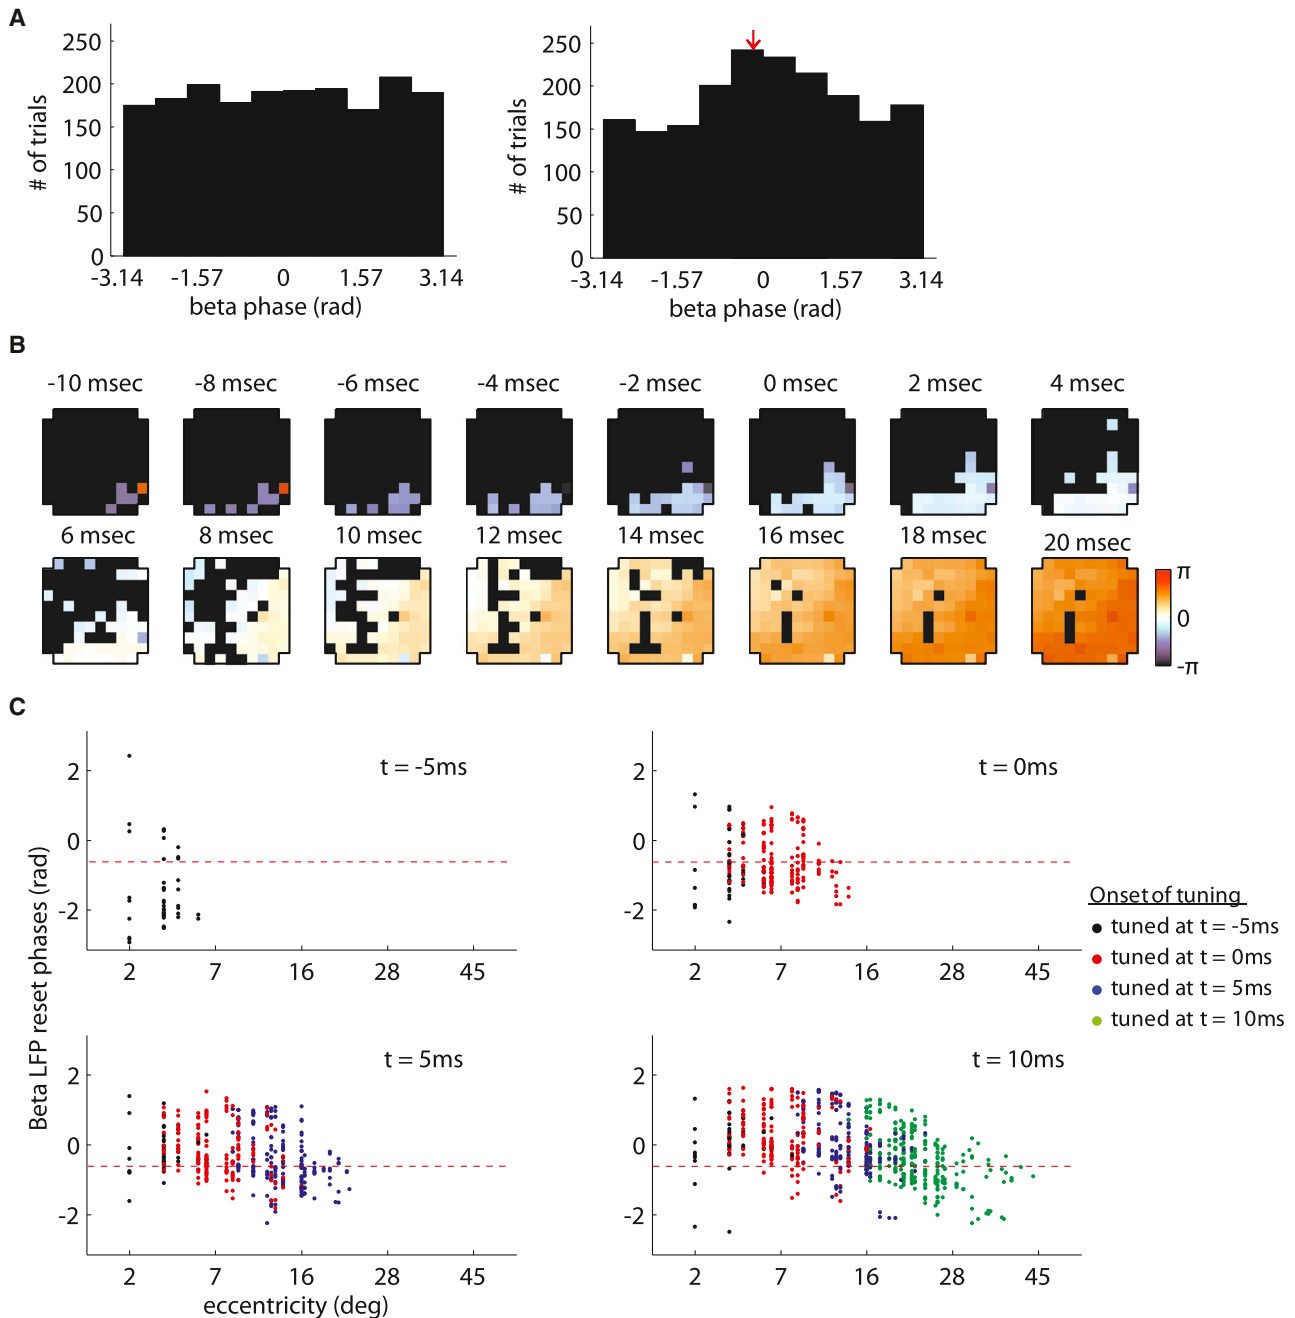 A
250
200
150
100
50
0
# of trials
-3.14 -1.57 0 1.57 3.14
beta phase (rad)
250
200
150
100
50
0
# of trials
-3.14 -1.57 0 1.57 3.14
beta phase (rad)
B
-10 msec -8 msec -6 msec -4 msec -2 msec 0 msec 2 msec 4 msec
6 msec 8 msec 10 msec 12 msec 14 msec 16 msec 18 msec 20 msec
π
0
-π
C
Beta LFP reset phases (rad)
t = -5ms
2
0
-2
2 7 16 28 45
t = 0ms
2
0
-2
2 7 16 28 45
Onset of tuning
tuned at t = -5ms
tuned at t = 0ms
tuned at t = 5ms
tuned at t = 10ms
t = 5ms
2
0
-2
2 7 16 28 45
eccentricity (deg)
t = 10ms
2
0
-2
2 7 16 28 45